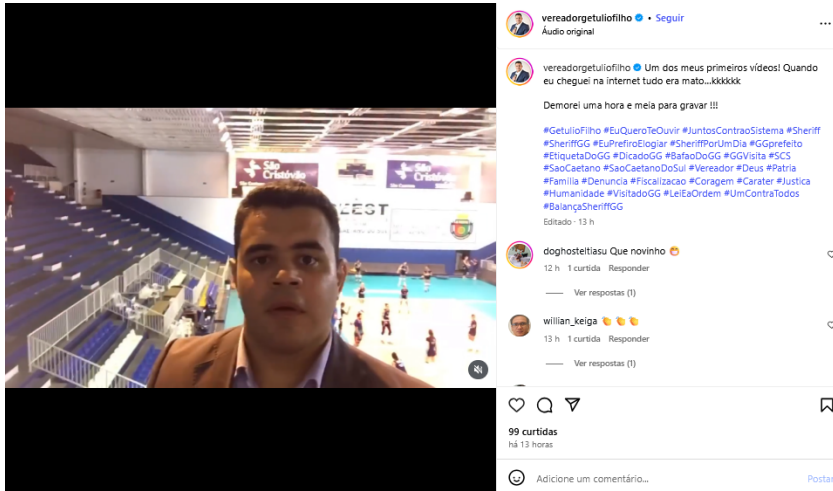 vereadorgetuliofilho • Seguir
Áudio original
vereadorgetuliofilho Um dos meus primeiros vídeos! Quando
eu cheguei na internet tudo era mato...kkkkkk
Demorei uma hora e meia para gravar !!!
#GetulioFilho #EuQueroTeOuvir #JuntosContraoSistema #Sheriff
#SheriffGG #EuPrefiroElogiar #SheriffPorUmDia #GGprefeito
#EtiquetaDoGG #DicadoGG #BafaoDoGG #GGVisita #SCS
#SaoCaetano #SaoCaetanoDoSul #Vereador #Deus #Patria
#Familia #Denuncia #Fiscalizacao #Coragem #Carater #Justica
#Humanidade #VisitadoGG #LeiEaOrdem #UmContraTodos
#BalançaSheriffGG
Editado · 13 h
doghosteltiasu Que novinho 😷
12 h 1 curtida Responder
Ver respostas (1)
willian_keiga 👏 👏 👏
13 h 1 curtida Responder
Ver respostas (1)
99 curtidas
há 13 horas
Adicione um comentário...
Postar
São
Cristóvão
São
Cristóvão